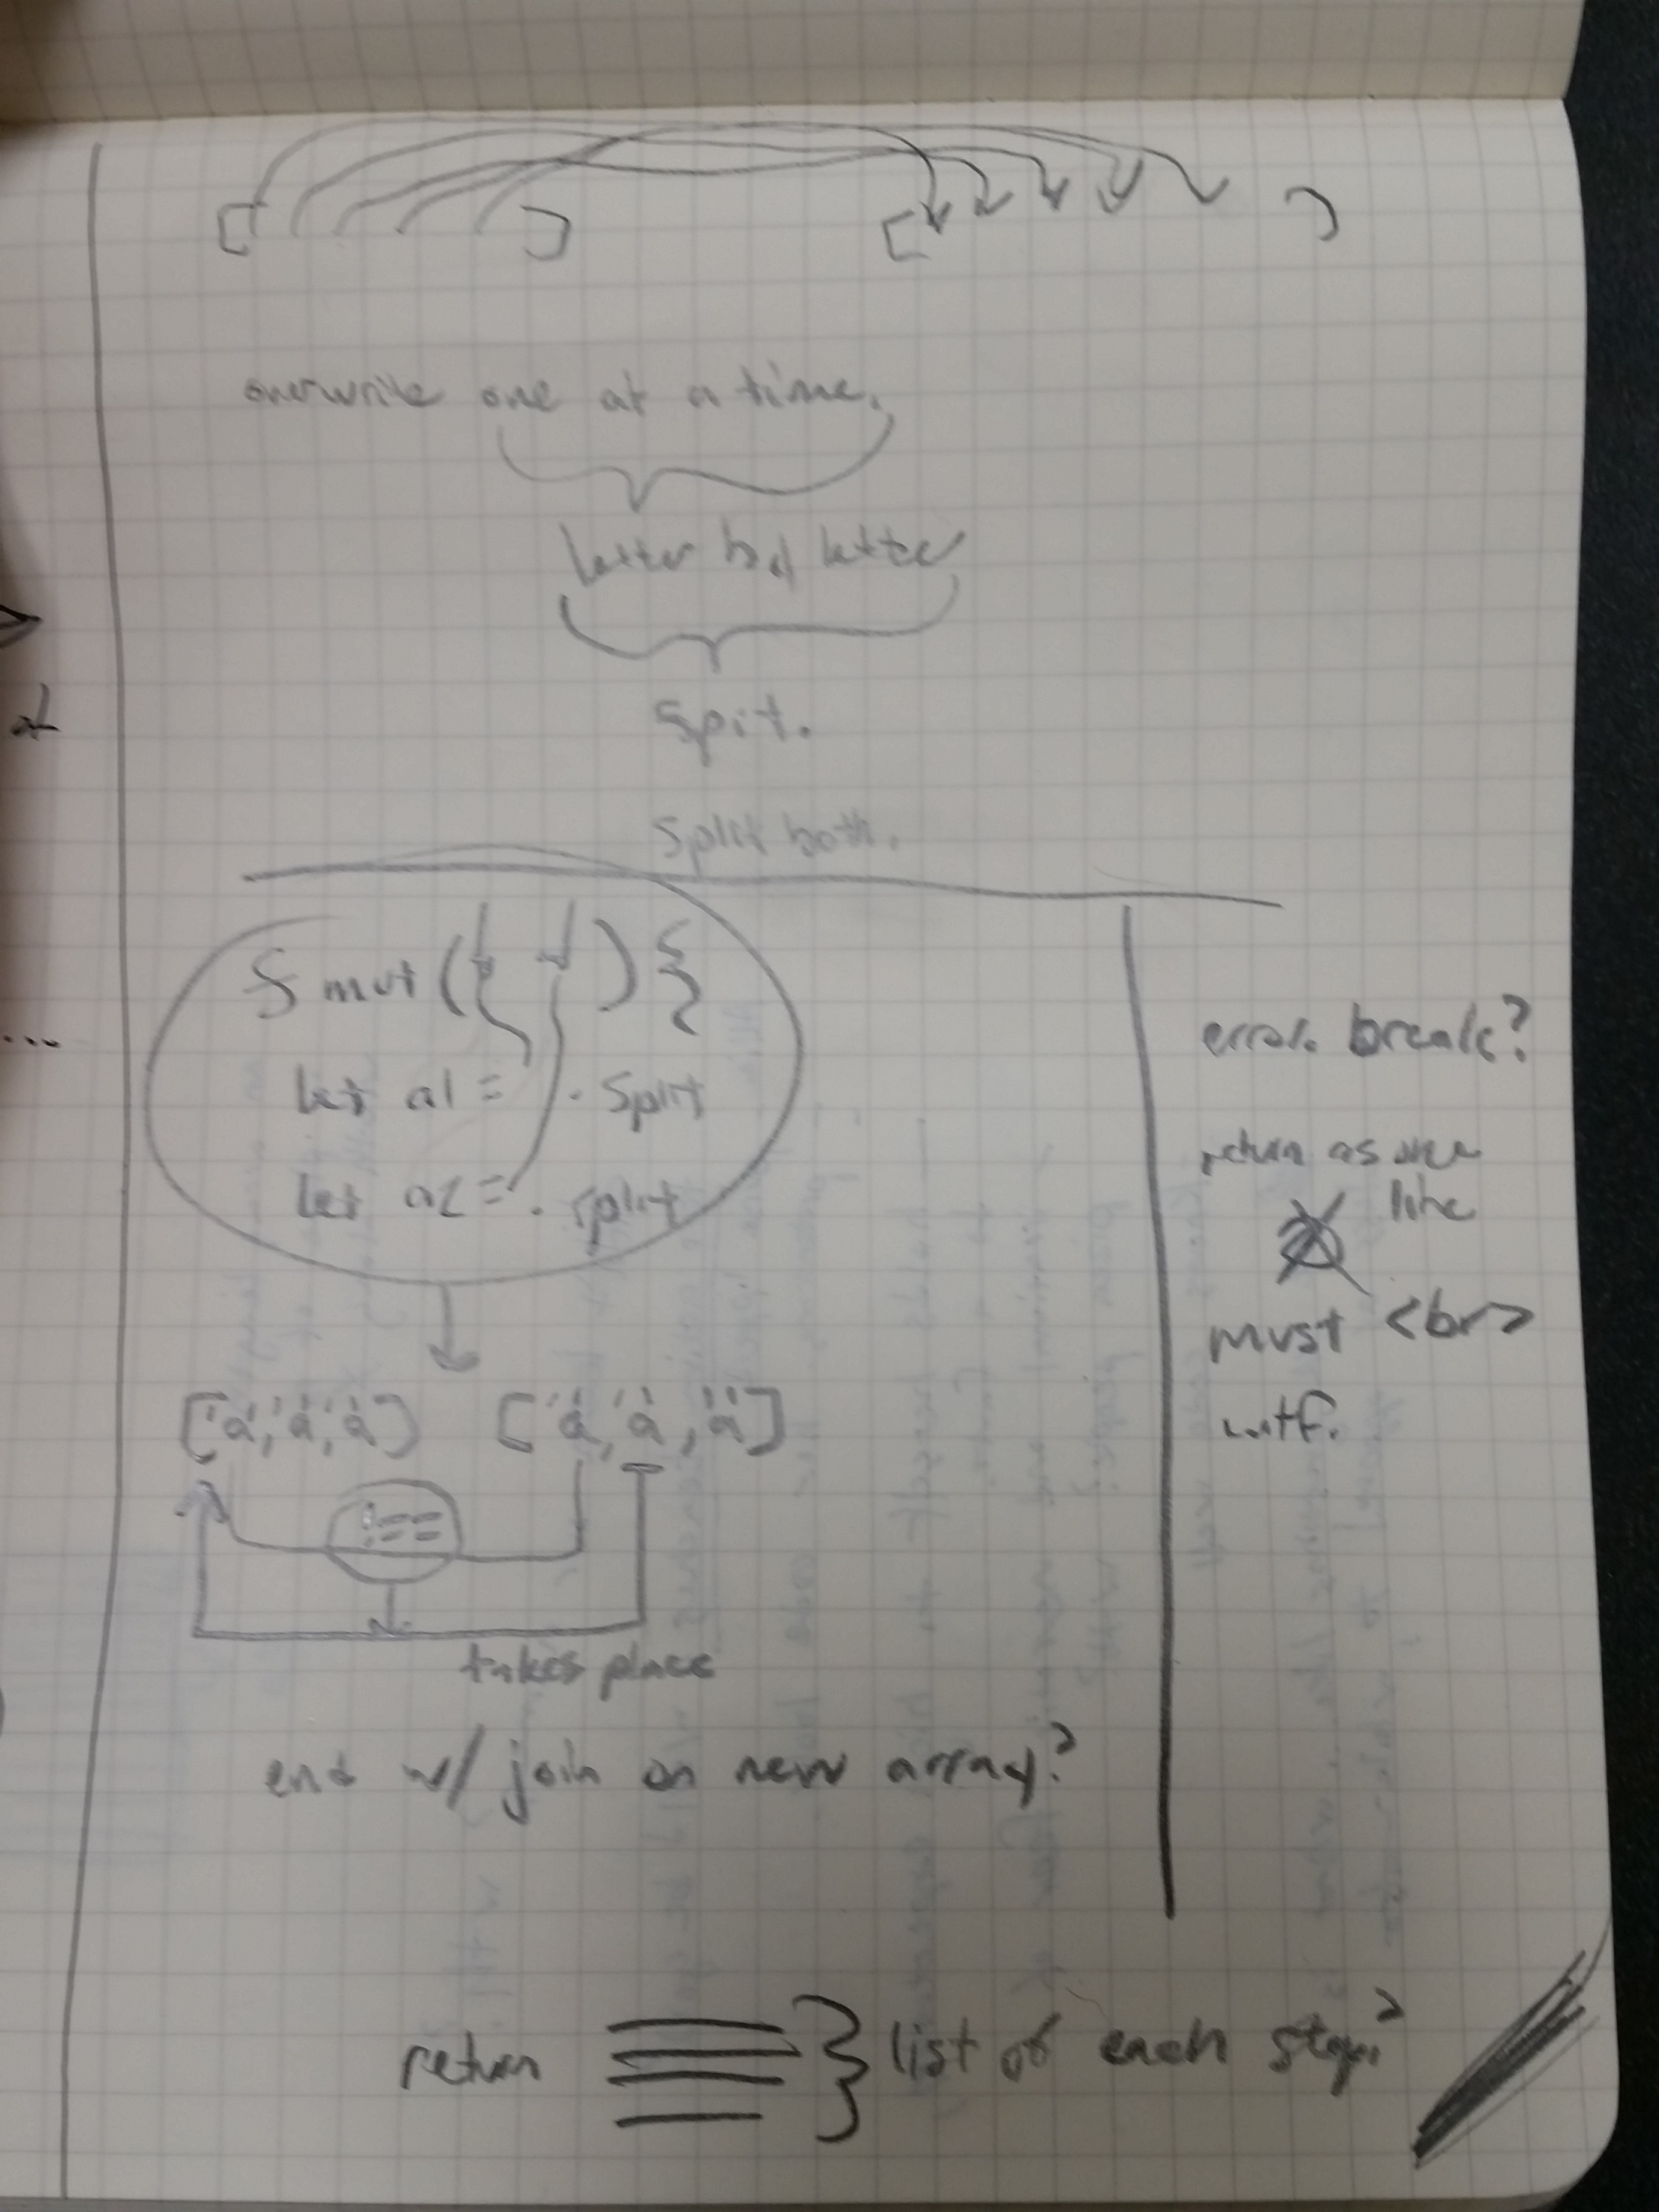 overwrite one at a time.
letter by letter
Spit.
Split both.
f mut ( ) {
let a1 = . split
let a2 = . split
['a','a','a'] ['a','a','a']
!==
takes place
end w/ join on new array?
error. break?
return as one
line
must <br>
wtf.
return
list of each step?